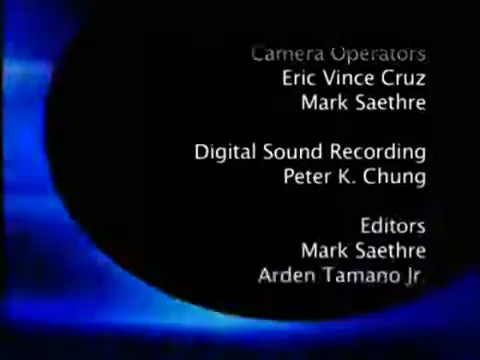 Camera Operators
Eric Vince Cruz
Mark Saethre
Digital Sound Recording
Peter K. Chung
Editors
Mark Saethre
Arden Tamano Jr.